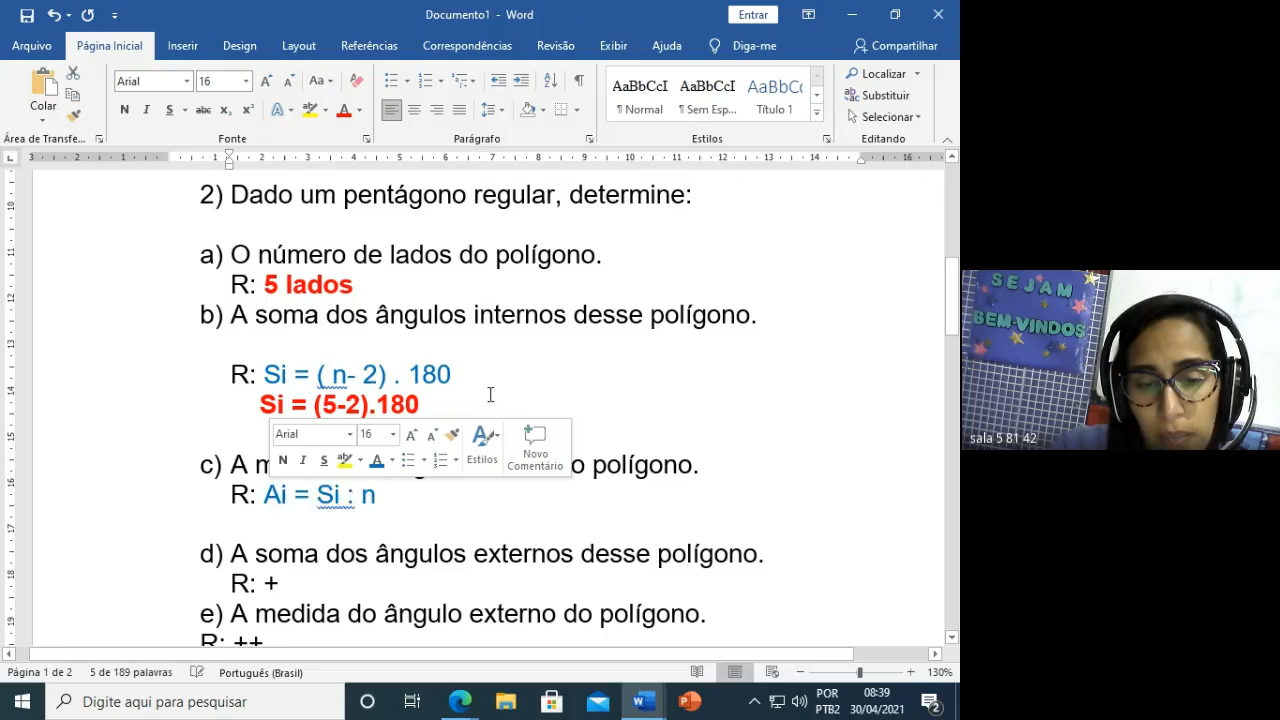 Documento1 - Word
Entrar
Arquivo Página Inicial Inserir Design Layout Referências Correspondências Revisão Exibir Ajuda Diga-me Compartilhar
Colar
Arial 16
AaBbCcI AaBbCcI AaBbCc
¶ Normal ¶ Sem Esp... Título 1
Localizar
Substituir
Selecionar
Área de Transfe... Fonte Parágrafo Estilos Editando
2) Dado um pentágono regular, determine:
a) O número de lados do polígono.
R: 5 lados
b) A soma dos ângulos internos desse polígono.
R: Si = ( n- 2) . 180
Si = (5-2).180
Arial 16
Estilos
Novo
Comentário
c) A m o polígono.
R: Ai = Si : n
d) A soma dos ângulos externos desse polígono.
R: +
e) A medida do ângulo externo do polígono.
R: ++
SEJAM
BEM-VINDOS
sala 5 81 42
Página 1 de 2 5 de 189 palavras Português (Brasil) 130%
Digite aqui para pesquisar
POR
PTB2
08:39
30/04/2021
2